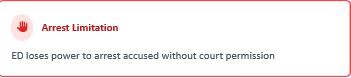 Arrest Limitation
ED loses power to arrest accused without court permission